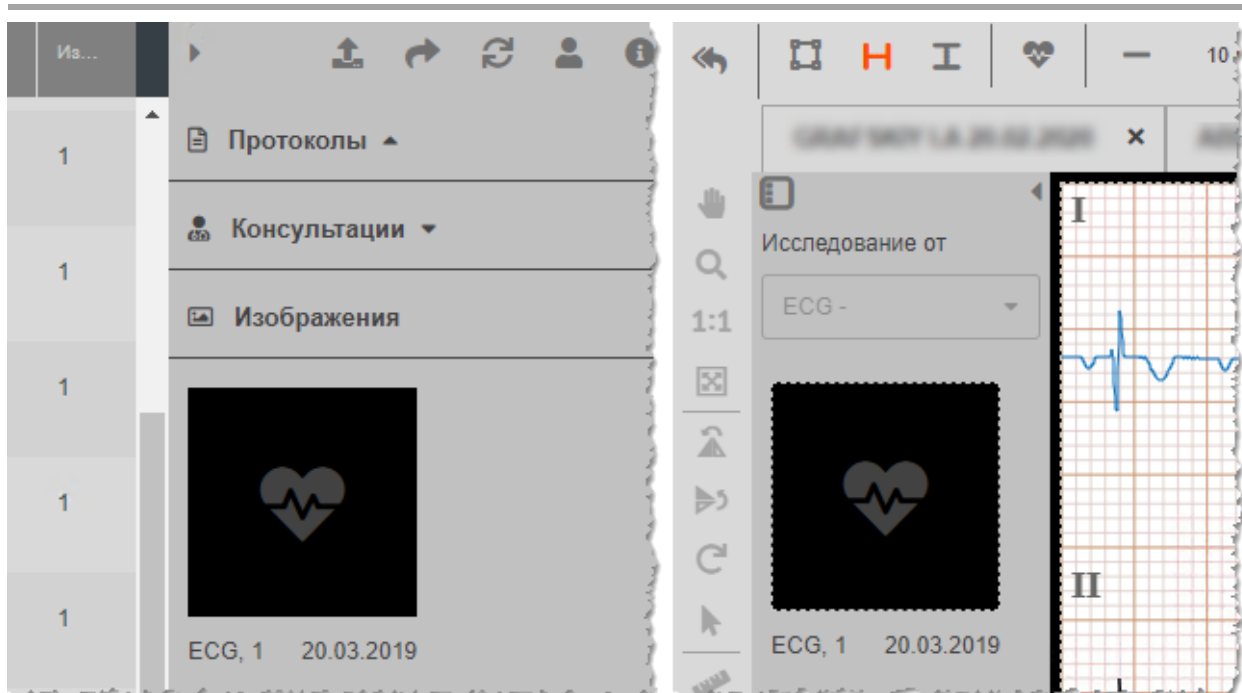 Из...
1
1
1
1
1
Протоколы
Консультации
Изображения
ECG, 1 20.03.2019
10
1:1
Исследование от
ECG -
ECG, 1 20.03.2019
I
II